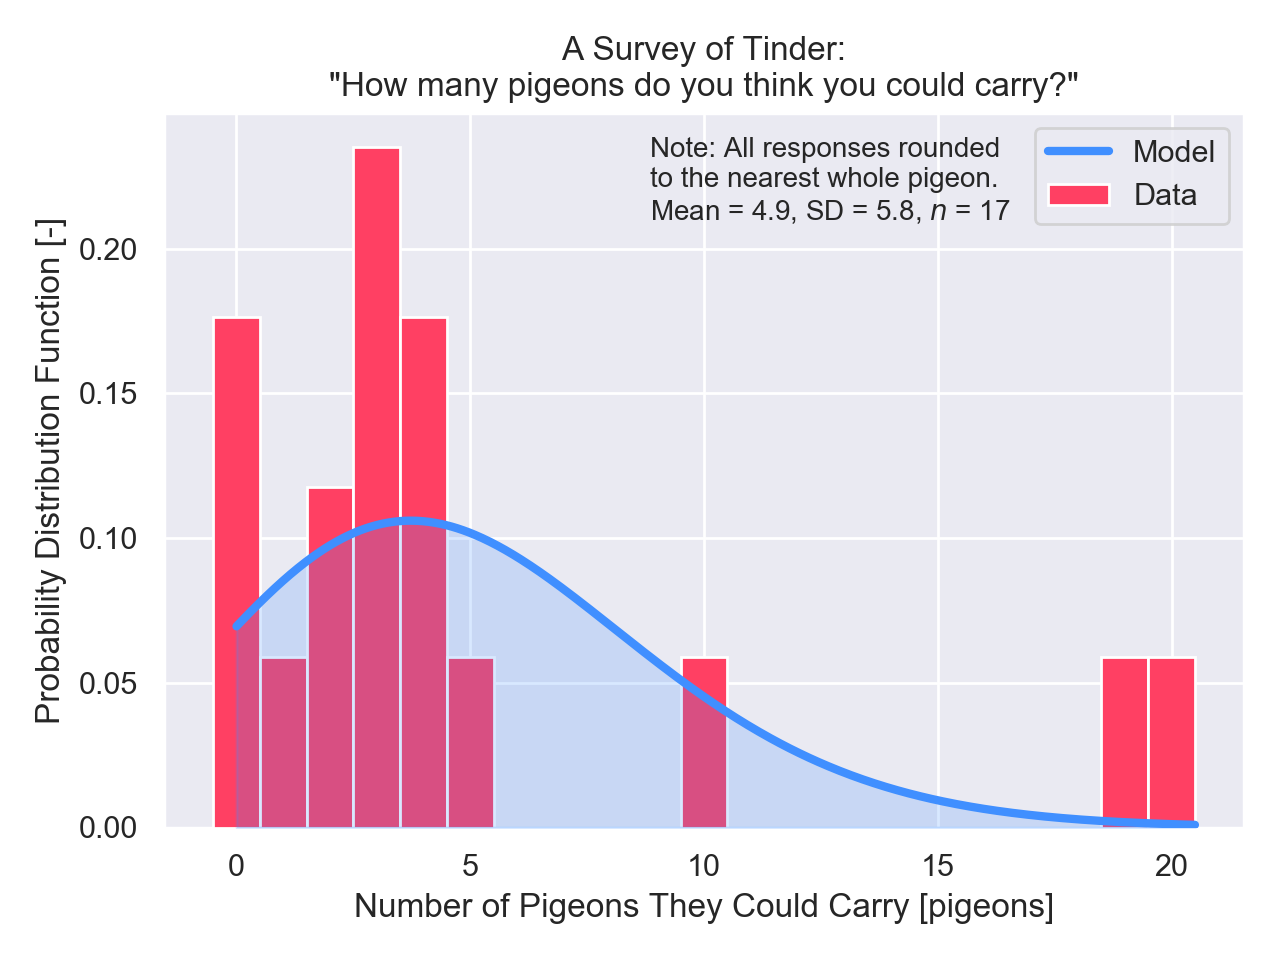 A Survey of Tinder:
"How many pigeons do you think you could carry?"
Note: All responses rounded
to the nearest whole pigeon.
Mean = 4.9, SD = 5.8, n = 17
Model
Data
Probability Distribution Function [-]
0.20
0.15
0.10
0.05
0.00
0 5 10 15 20
Number of Pigeons They Could Carry [pigeons]